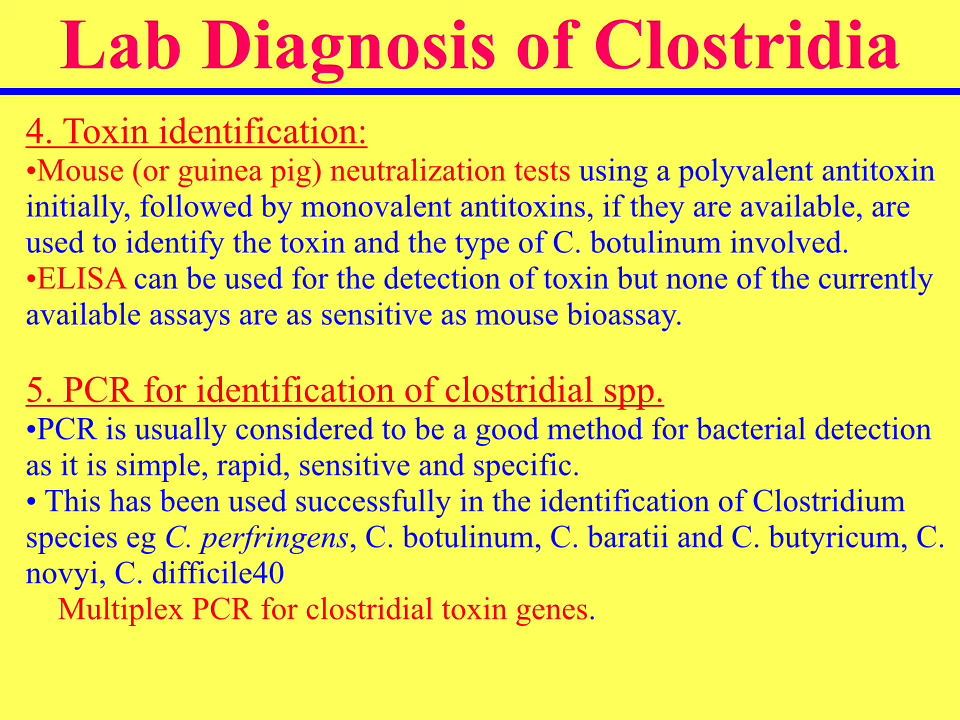 Lab Diagnosis of Clostridia
4. Toxin identification:
•Mouse (or guinea pig) neutralization tests using a polyvalent antitoxin
initially, followed by monovalent antitoxins, if they are available, are
used to identify the toxin and the type of C. botulinum involved.
•ELISA can be used for the detection of toxin but none of the currently
available assays are as sensitive as mouse bioassay.
5. PCR for identification of clostridial spp.
•PCR is usually considered to be a good method for bacterial detection
as it is simple, rapid, sensitive and specific.
• This has been used successfully in the identification of Clostridium
species eg C. perfringens, C. botulinum, C. baratii and C. butyricum, C.
novyi, C. difficile40
Multiplex PCR for clostridial toxin genes.